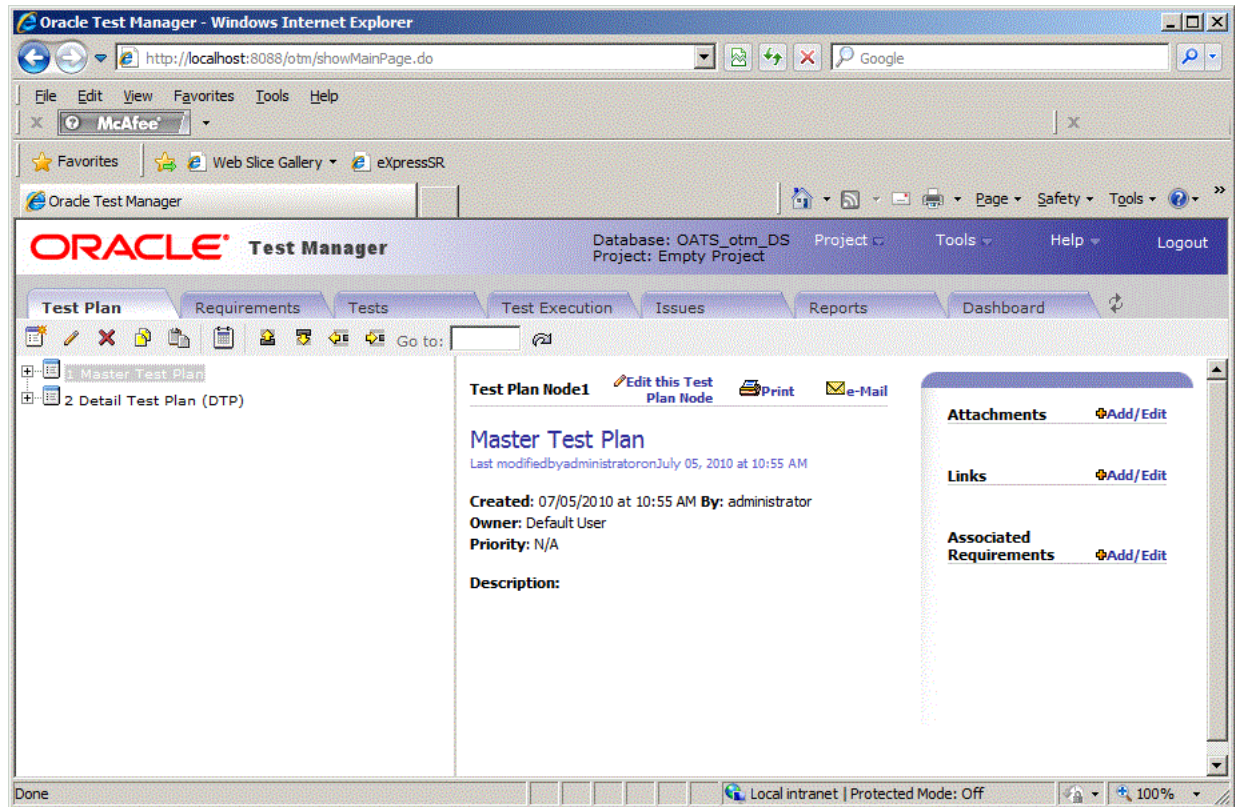 Oracle Test Manager - Windows Internet Explorer
http://localhost:8088/otm/showMainPage.do
Google
File Edit View Favorites Tools Help
McAfee
Favorites Web Slice Gallery eXpressSR
Oracle Test Manager
Page Safety Tools
ORACLE Test Manager
Database: OATS_otm_DS
Project: Empty Project
Project Tools Help Logout
Test Plan Requirements Tests Test Execution Issues Reports Dashboard
Go to:
1 Master Test Plan
2 Detail Test Plan (DTP)
Test Plan Node1
Edit this Test
Plan Node
Print
e-Mail
Master Test Plan
Last modifiedbyadministratoronJuly 05, 2010 at 10:55 AM
Created: 07/05/2010 at 10:55 AM By: administrator
Owner: Default User
Priority: N/A
Description:
Attachments Add/Edit
Links Add/Edit
Associated
Requirements Add/Edit
Done
Local intranet | Protected Mode: Off
100%